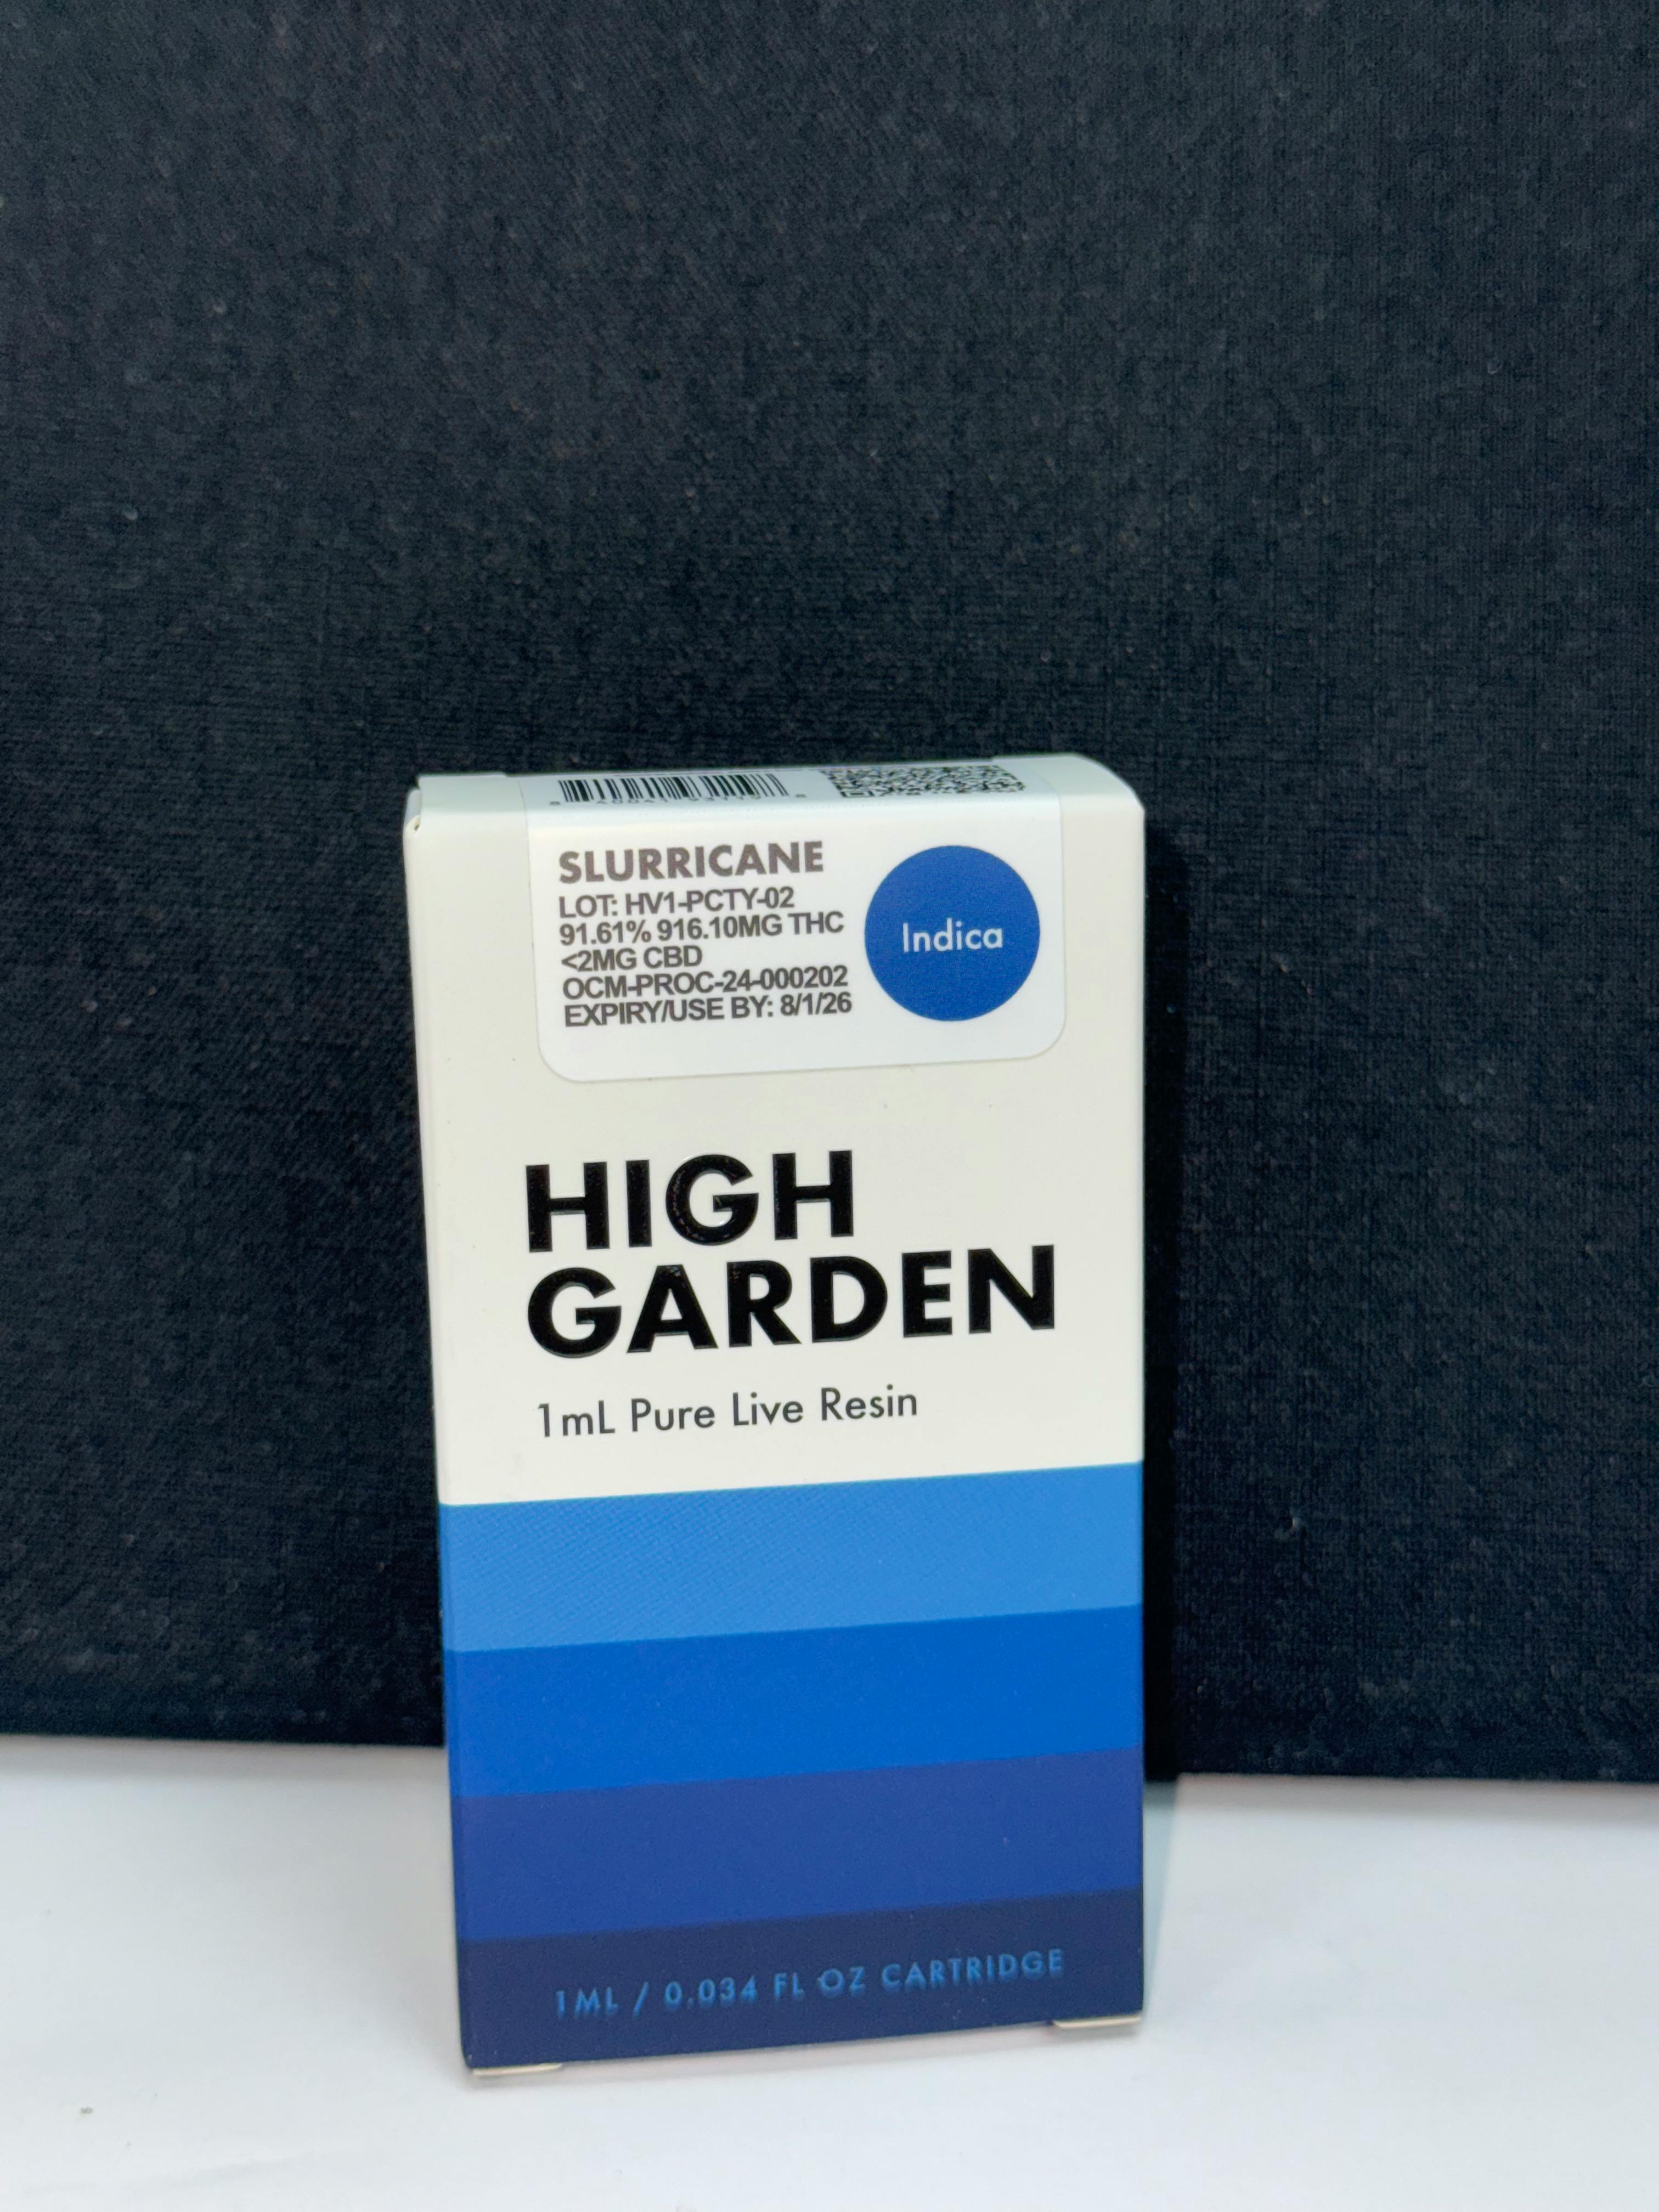 SLURRICANE
LOT: HV1-PCTY-02
91.61% 916.10MG THC
<2MG CBD
OCM-PROC-24-000202
EXPIRY/USE BY: 8/1/26
Indica
HIGH
GARDEN
1mL Pure Live Resin
1ML / 0.034 FL OZ CARTRIDGE